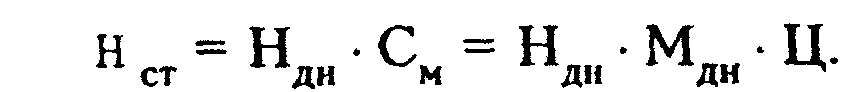 Н ст = Н дн · С м = Н дн · М дн · Ц.